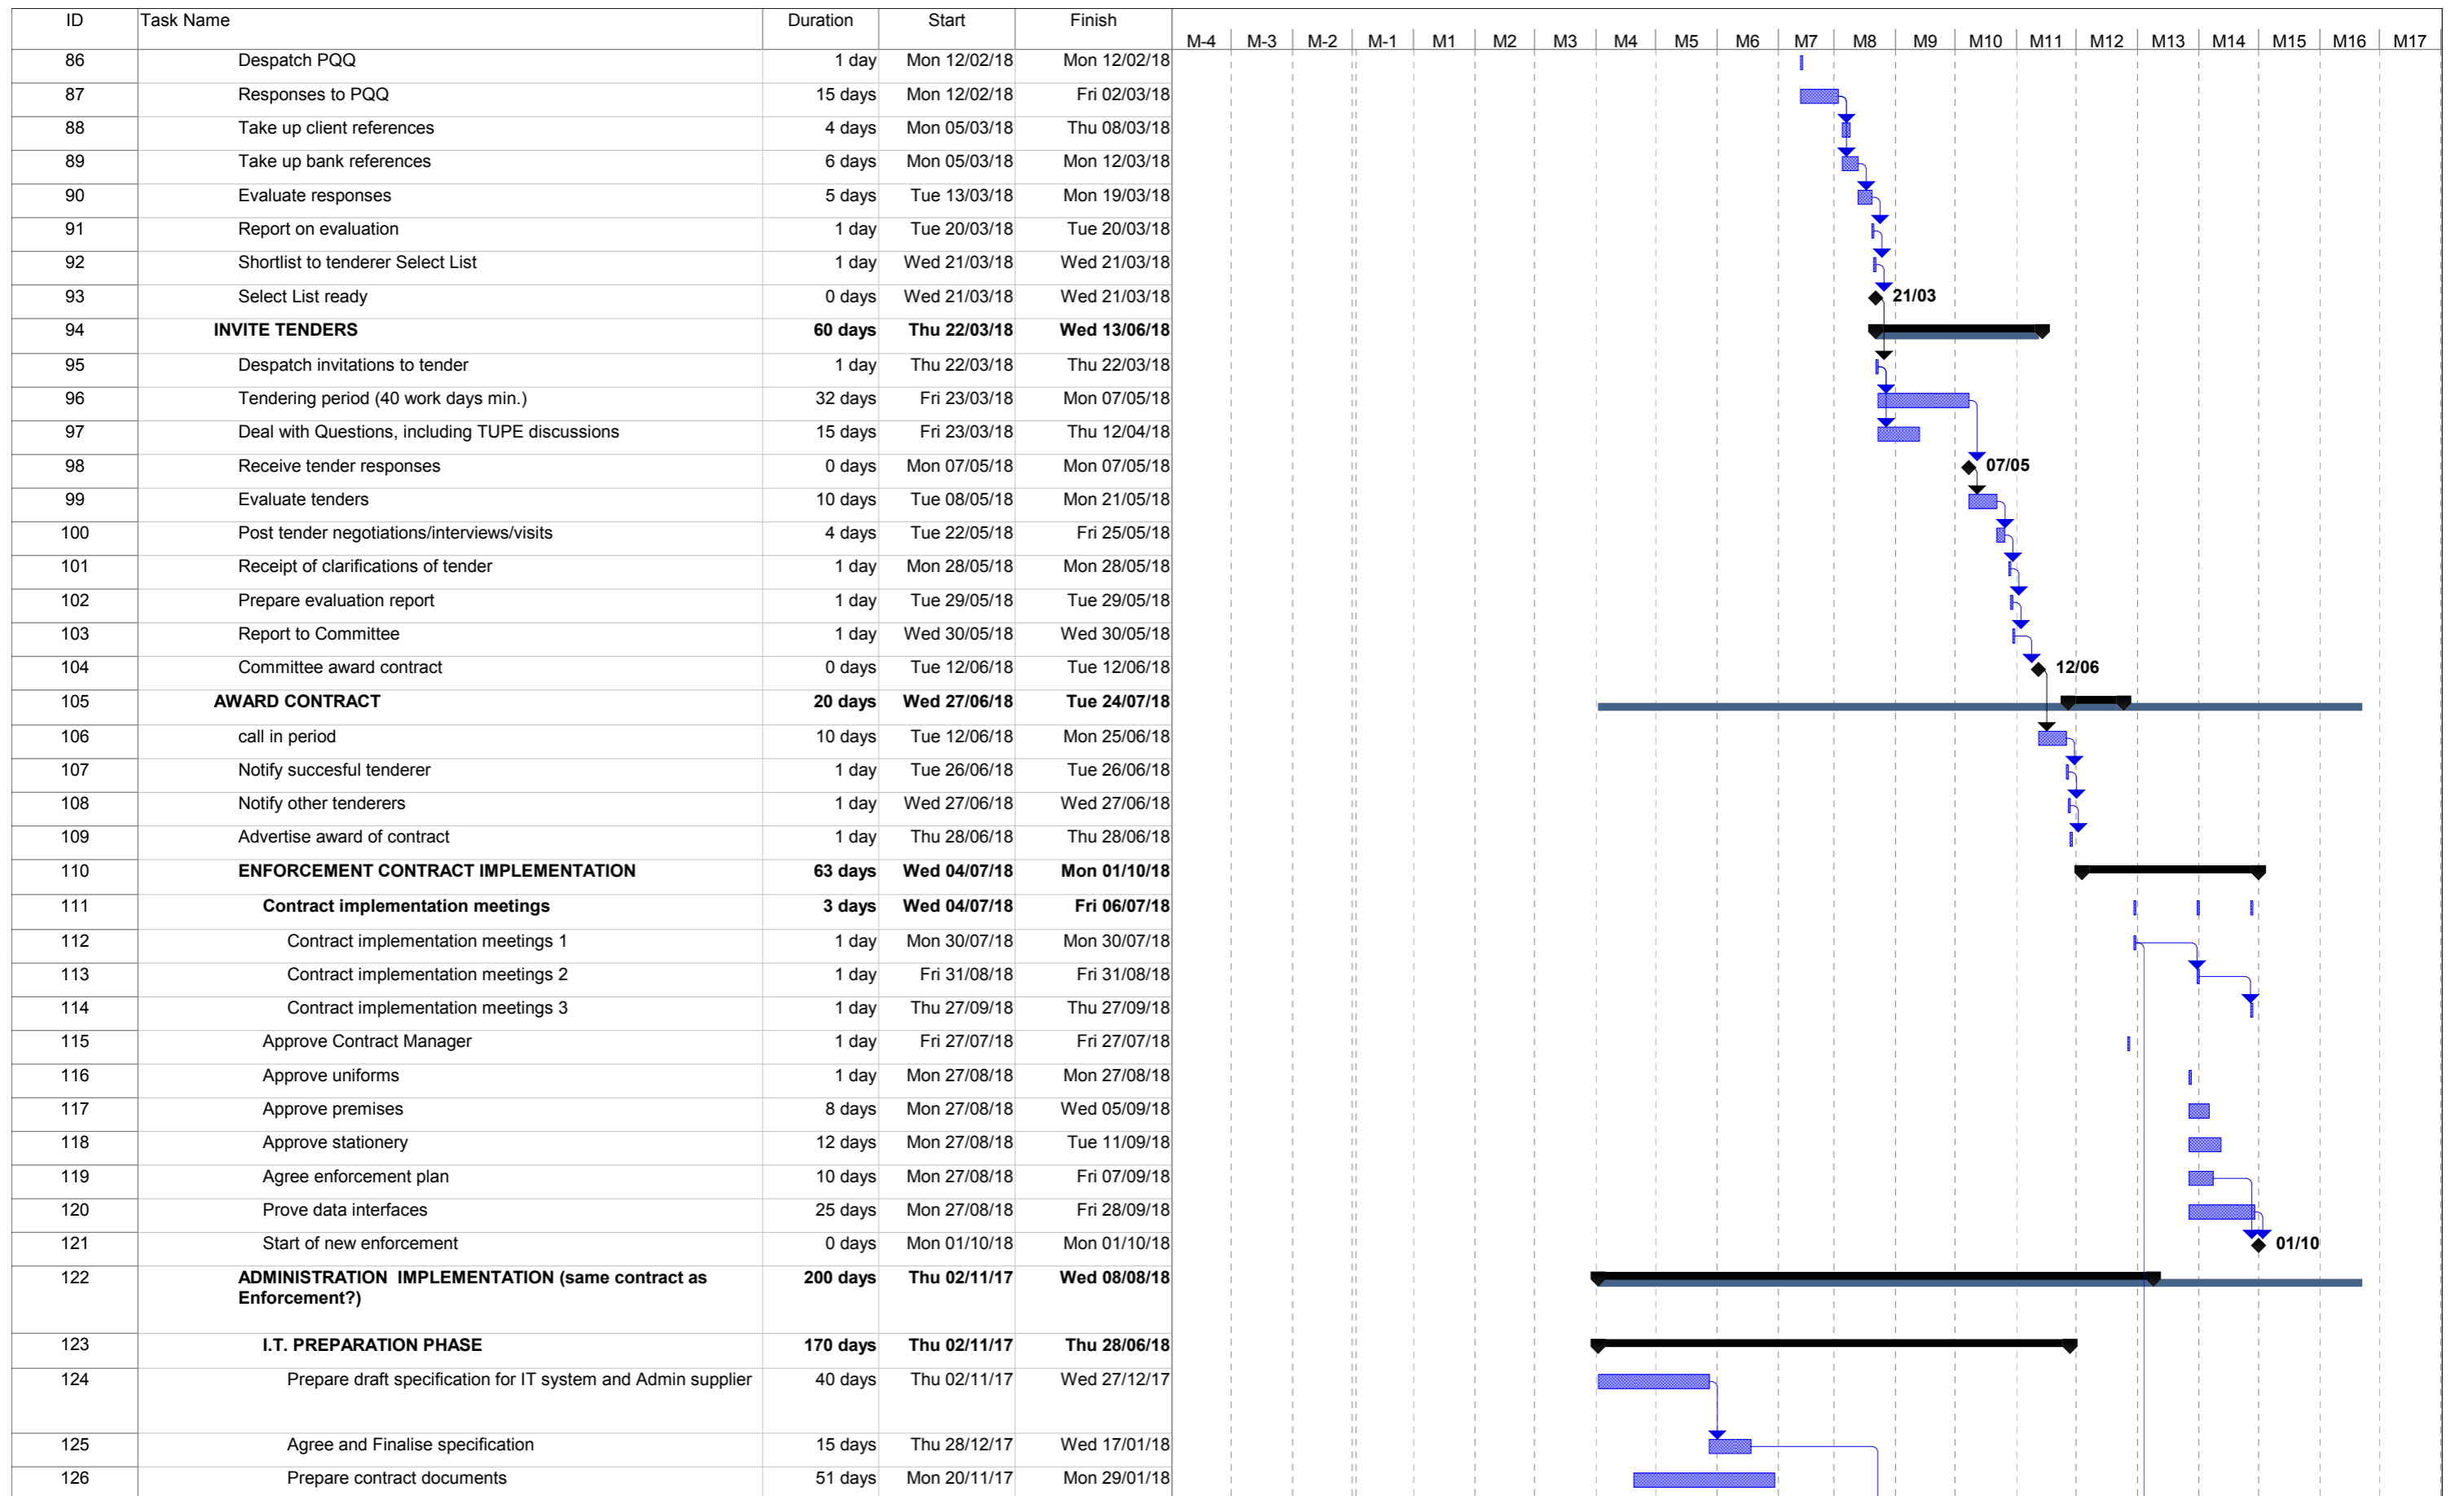 ID Task Name Duration Start Finish
M-4 M-3 M-2 M-1 M1 M2 M3 M4 M5 M6 M7 M8 M9 M10 M11 M12 M13 M14 M15 M16 M17
86 Despatch PQQ 1 day Mon 12/02/18 Mon 12/02/18
87 Responses to PQQ 15 days Mon 12/02/18 Fri 02/03/18
88 Take up client references 4 days Mon 05/03/18 Thu 08/03/18
89 Take up bank references 6 days Mon 05/03/18 Mon 12/03/18
90 Evaluate responses 5 days Tue 13/03/18 Mon 19/03/18
91 Report on evaluation 1 day Tue 20/03/18 Tue 20/03/18
92 Shortlist to tenderer Select List 1 day Wed 21/03/18 Wed 21/03/18
93 Select List ready 0 days Wed 21/03/18 Wed 21/03/18 21/03
94 INVITE TENDERS 60 days Thu 22/03/18 Wed 13/06/18
95 Despatch invitations to tender 1 day Thu 22/03/18 Thu 22/03/18
96 Tendering period (40 work days min.) 32 days Fri 23/03/18 Mon 07/05/18
97 Deal with Questions, including TUPE discussions 15 days Fri 23/03/18 Thu 12/04/18
98 Receive tender responses 0 days Mon 07/05/18 Mon 07/05/18 07/05
99 Evaluate tenders 10 days Tue 08/05/18 Mon 21/05/18
100 Post tender negotiations/interviews/visits 4 days Tue 22/05/18 Fri 25/05/18
101 Receipt of clarifications of tender 1 day Mon 28/05/18 Mon 28/05/18
102 Prepare evaluation report 1 day Tue 29/05/18 Tue 29/05/18
103 Report to Committee 1 day Wed 30/05/18 Wed 30/05/18
104 Committee award contract 0 days Tue 12/06/18 Tue 12/06/18 12/06
105 AWARD CONTRACT 20 days Wed 27/06/18 Tue 24/07/18
106 call in period 10 days Tue 12/06/18 Mon 25/06/18
107 Notify succesful tenderer 1 day Tue 26/06/18 Tue 26/06/18
108 Notify other tenderers 1 day Wed 27/06/18 Wed 27/06/18
109 Advertise award of contract 1 day Thu 28/06/18 Thu 28/06/18
110 ENFORCEMENT CONTRACT IMPLEMENTATION 63 days Wed 04/07/18 Mon 01/10/18
111 Contract implementation meetings 3 days Wed 04/07/18 Fri 06/07/18
112 Contract implementation meetings 1 1 day Mon 30/07/18 Mon 30/07/18
113 Contract implementation meetings 2 1 day Fri 31/08/18 Fri 31/08/18
114 Contract implementation meetings 3 1 day Thu 27/09/18 Thu 27/09/18
115 Approve Contract Manager 1 day Fri 27/07/18 Fri 27/07/18
116 Approve uniforms 1 day Mon 27/08/18 Mon 27/08/18
117 Approve premises 8 days Mon 27/08/18 Wed 05/09/18
118 Approve stationery 12 days Mon 27/08/18 Tue 11/09/18
119 Agree enforcement plan 10 days Mon 27/08/18 Fri 07/09/18
120 Prove data interfaces 25 days Mon 27/08/18 Fri 28/09/18
121 Start of new enforcement 0 days Mon 01/10/18 Mon 01/10/18 01/10
122 ADMINISTRATION IMPLEMENTATION (same contract as 200 days Thu 02/11/17 Wed 08/08/18
Enforcement?)
123 I.T. PREPARATION PHASE 170 days Thu 02/11/17 Thu 28/06/18
124 Prepare draft specification for IT system and Admin supplier 40 days Thu 02/11/17 Wed 27/12/17
125 Agree and Finalise specification 15 days Thu 28/12/17 Wed 17/01/18
126 Prepare contract documents 51 days Mon 20/11/17 Mon 29/01/18